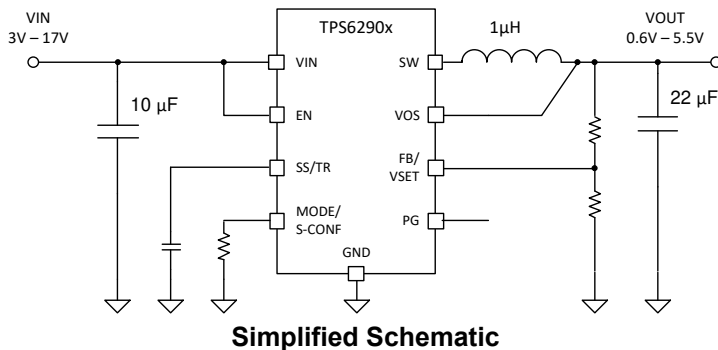 VIN
3V – 17V
TPS6290x
1µH
VOUT
0.6V – 5.5V
VIN
SW
10 µF
EN
VOS
22 µF
SS/TR
FB/
VSET
MODE/
S-CONF
PG
GND
Simplified Schematic